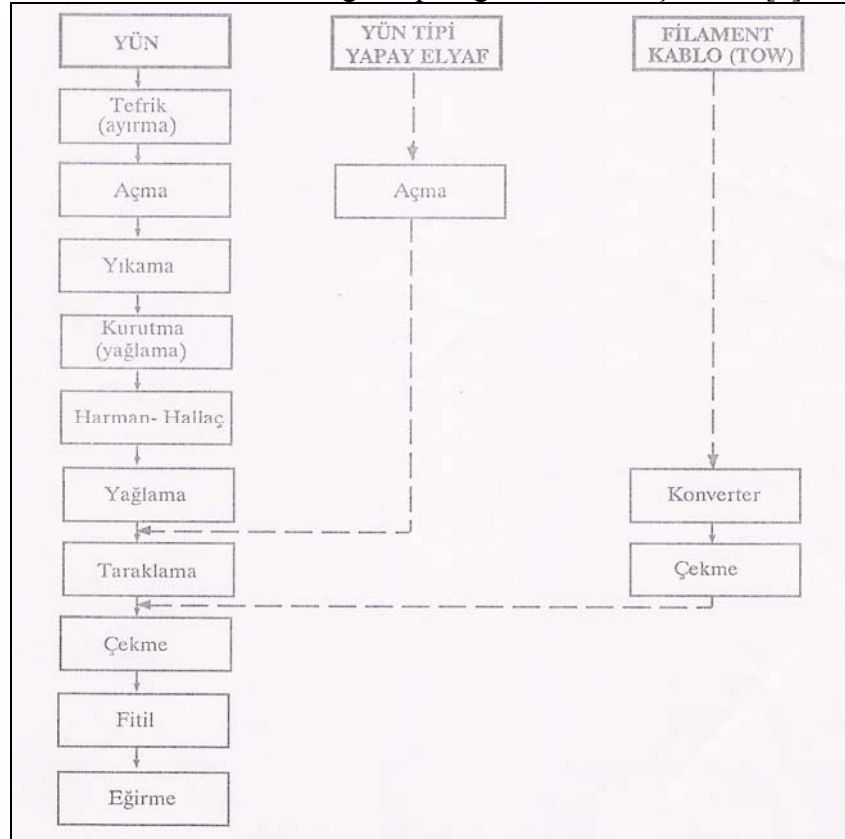 YÜN
Tefrik
(ayırma)
Açma
Yıkama
Kurutma
(yağlama)
Harman- Hallaç
Yağlama
Taraklama
Çekme
Fitil
Eğirme
YÜN TİPİ
YAPAY ELYAF
Açma
FİLAMENT
KABLO (TOW)
Konverter
Çekme